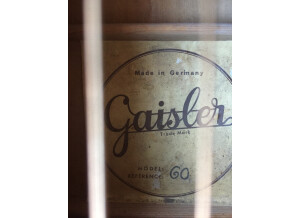 Made in Germany
Gaisler
Trade Mark
MODEL
60